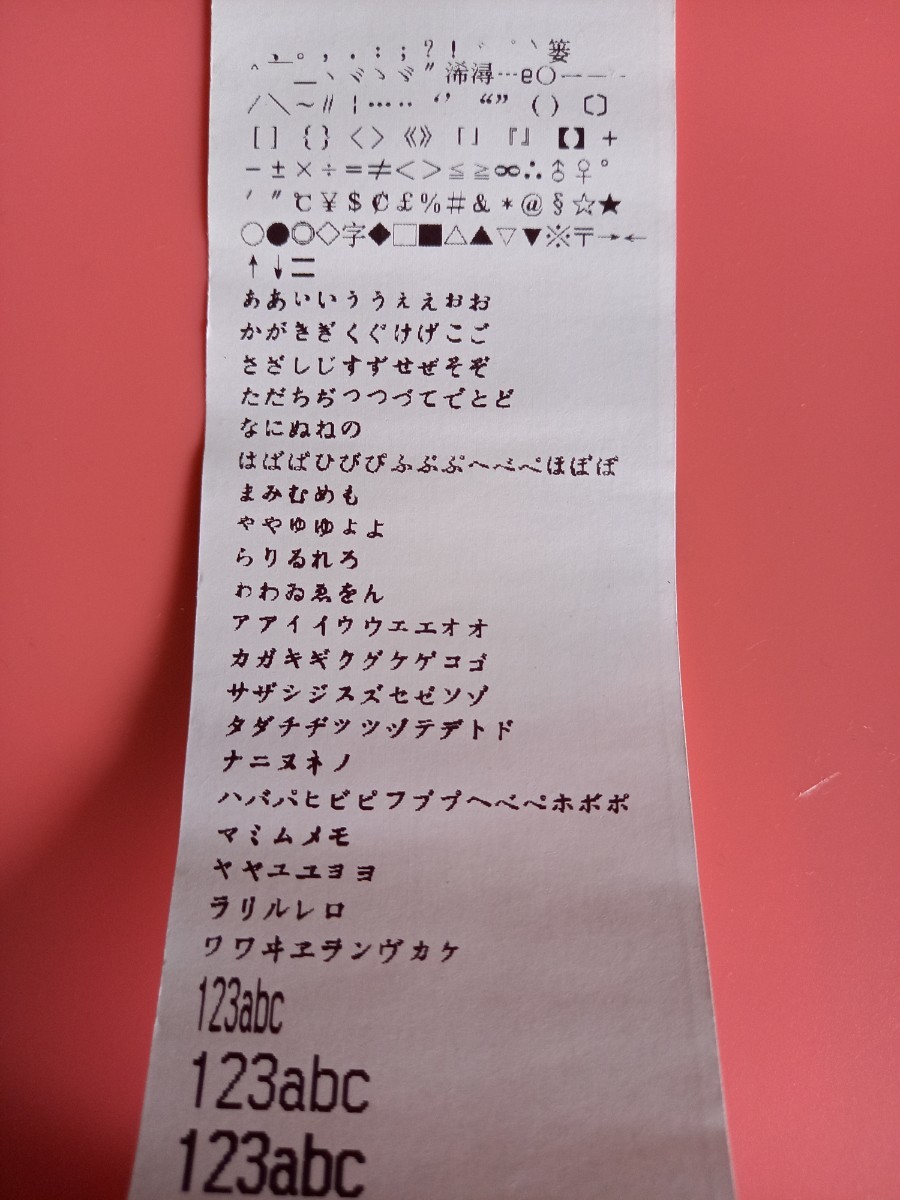 、。，．：；？！゛゜ヽ篓
＾＿ヽヾゝゞ〃浠浔…e〇ー—‐
／＼～∥｜…‥ ‘’ “” （） 〔〕
［］ ｛｝ 〈〉 《》 「」 『』 【】 ＋
－±×÷＝≠＜＞≦≧∞∴♂♀°
′″℃￥＄￠￡％＃＆＊＠§☆★
○●◎◇字◆□■△▲▽▼※〒→←
↑↓〓
ぁあぃいぅうぇえぉお
かがきぎくぐけげこご
さざしじすずせぜそぞ
ただちぢっつづてでとど
なにぬねの
はばぱひびぴふぶぷへべぺほぼぽ
まみむめも
ゃやゅゆょよ
らりるれろ
ゎわゐゑをん
ァアィイゥウェエォオ
カガキギクグケゲコゴ
サザシジスズセゼソゾ
タダチヂッツヅテデトド
ナニヌネノ
ハバパヒビピフブプヘベペホボポ
マミムメモ
ャヤュユョヨ
ラリルレロ
ヮワヰヱヲンヴヵヶ
123abc
123abc
123abc